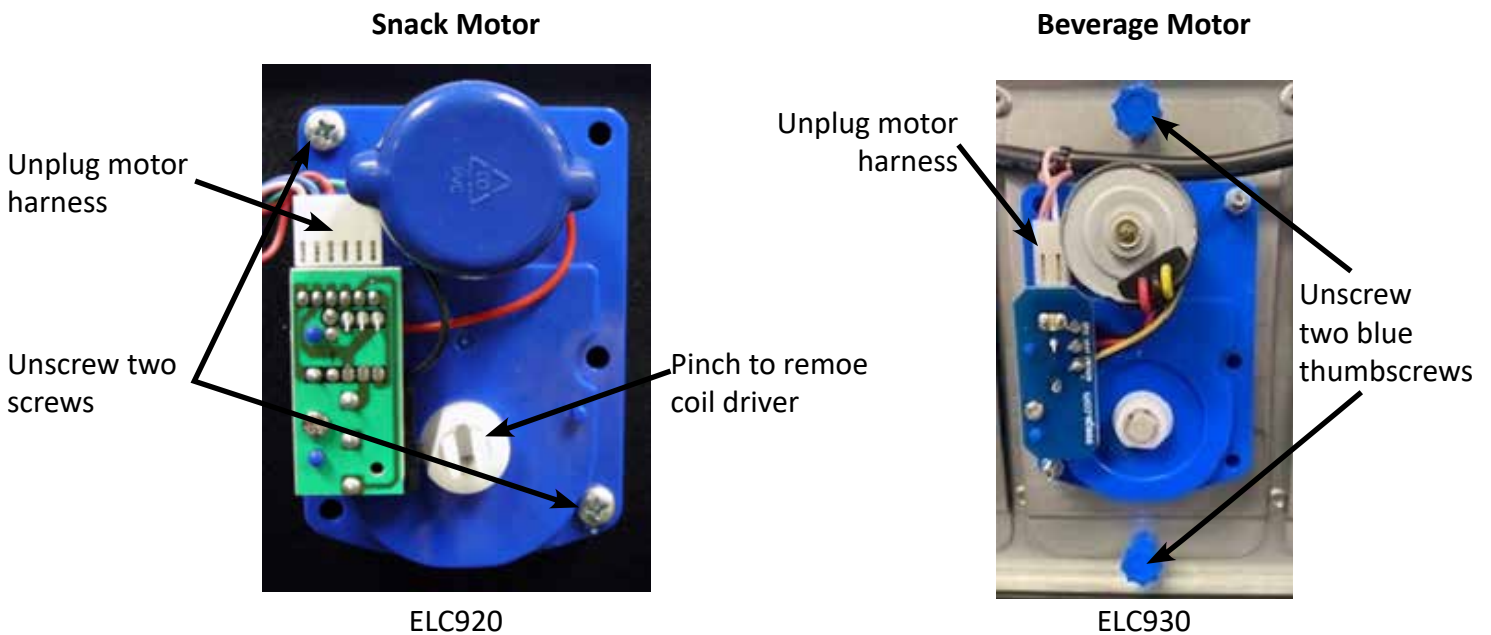 Snack Motor
Unplug motor
harness
Unscrew two
screws
Pinch to remoe
coil driver
ELC920
Beverage Motor
Unplug motor
harness
Unscrew
two blue
thumbscrews
ELC930